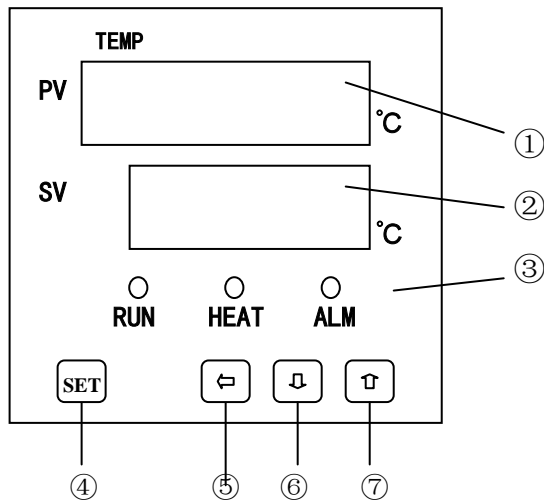 TEMP
PV
°C
①
SV
②
°C
③
RUN HEAT ALM
SET ⇦ ⇩ ⇧
④ ⑤ ⑥ ⑦